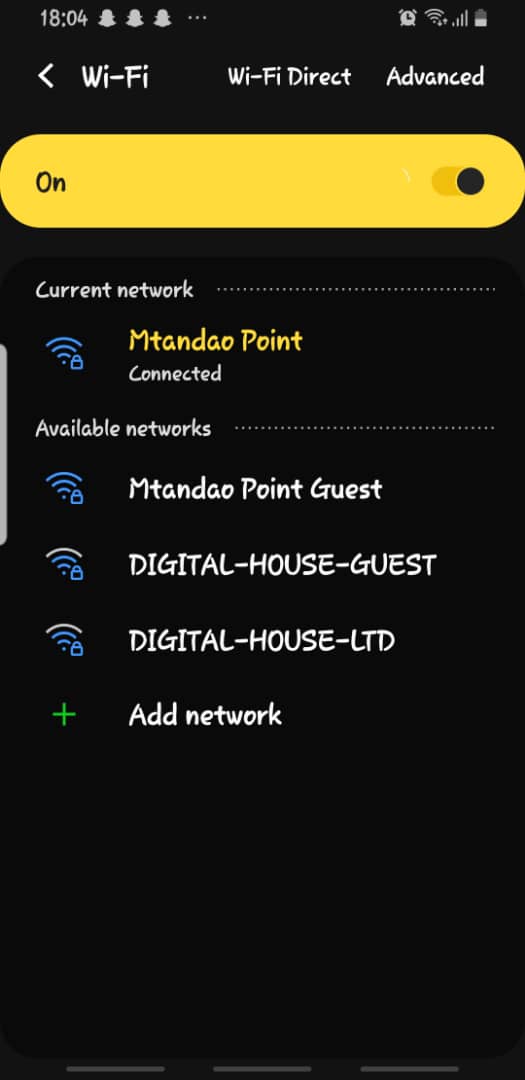 18:04
Wi-Fi
Wi-Fi Direct
Advanced
On
Current network
Mtandao Point
Connected
Available networks
Mtandao Point Guest
DIGITAL-HOUSE-GUEST
DIGITAL-HOUSE-LTD
Add network